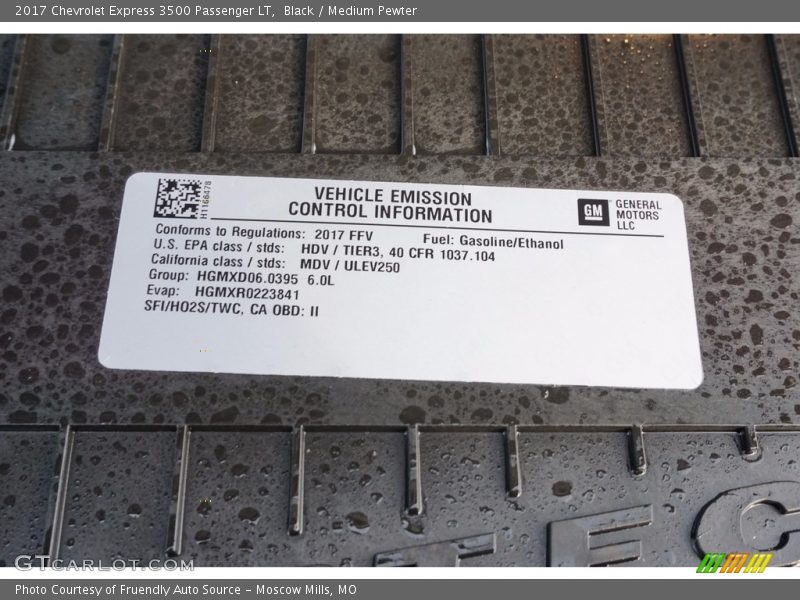 2017 Chevrolet Express 3500 Passenger LT, Black / Medium Pewter
H1166478
VEHICLE EMISSION
CONTROL INFORMATION
GM
GENERAL
MOTORS
LLC
Conforms to Regulations: 2017 FFV Fuel: Gasoline/Ethanol
U.S. EPA class / stds: HDV / TIER3, 40 CFR 1037.104
California class / stds: MDV / ULEV250
Group: HGMXD06.0395 6.0L
Evap: HGMXR0223841
SFI/HO2S/TWC, CA OBD: II
TEC
GTcarlot.com
Photo Courtesy of Fruendly Auto Source - Moscow Mills, MO